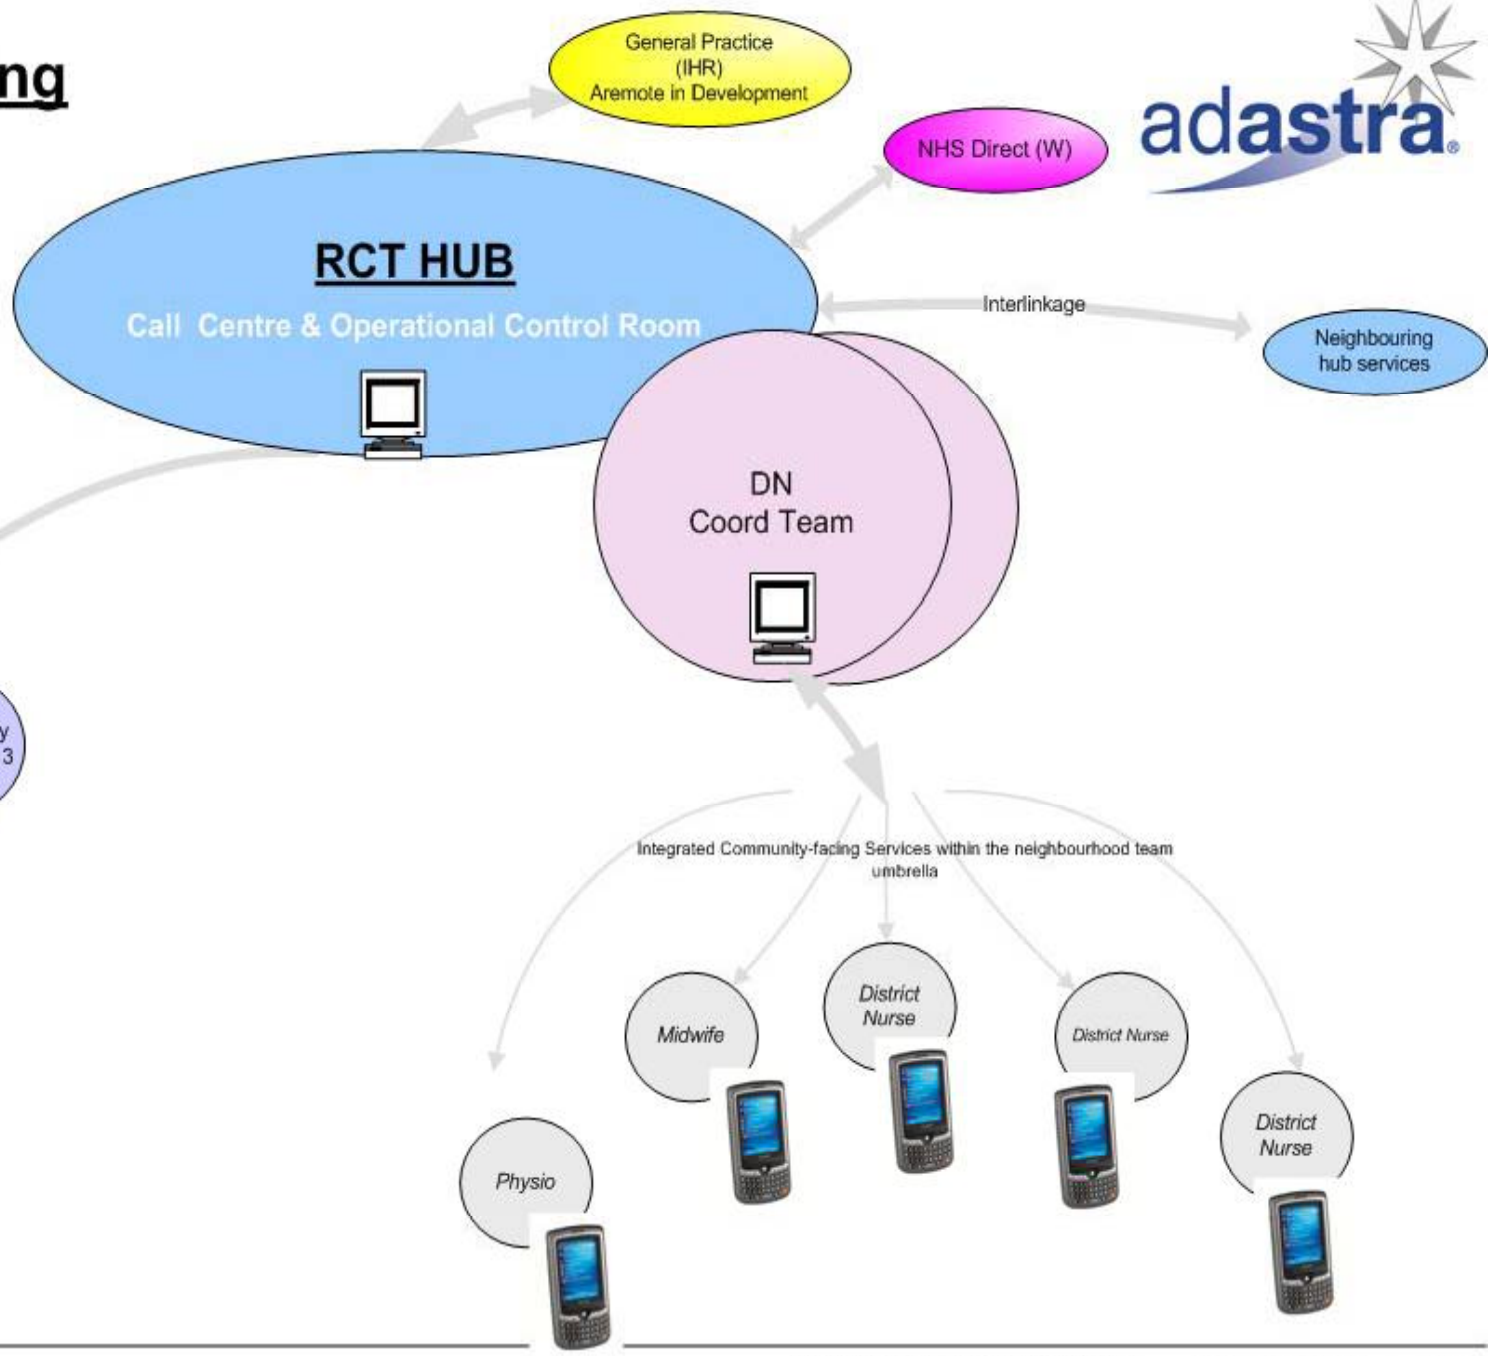 ng
General Practice
(IHR)
Aremote in Development
NHS Direct (W)
adastra®
RCT HUB
Call Centre & Operational Control Room
Interlinkage
Neighbouring
hub services
DN
Coord Team
y
3
Integrated Community-facing Services within the neighbourhood team
umbrella
District
Nurse
Midwife
District Nurse
District
Nurse
Physio